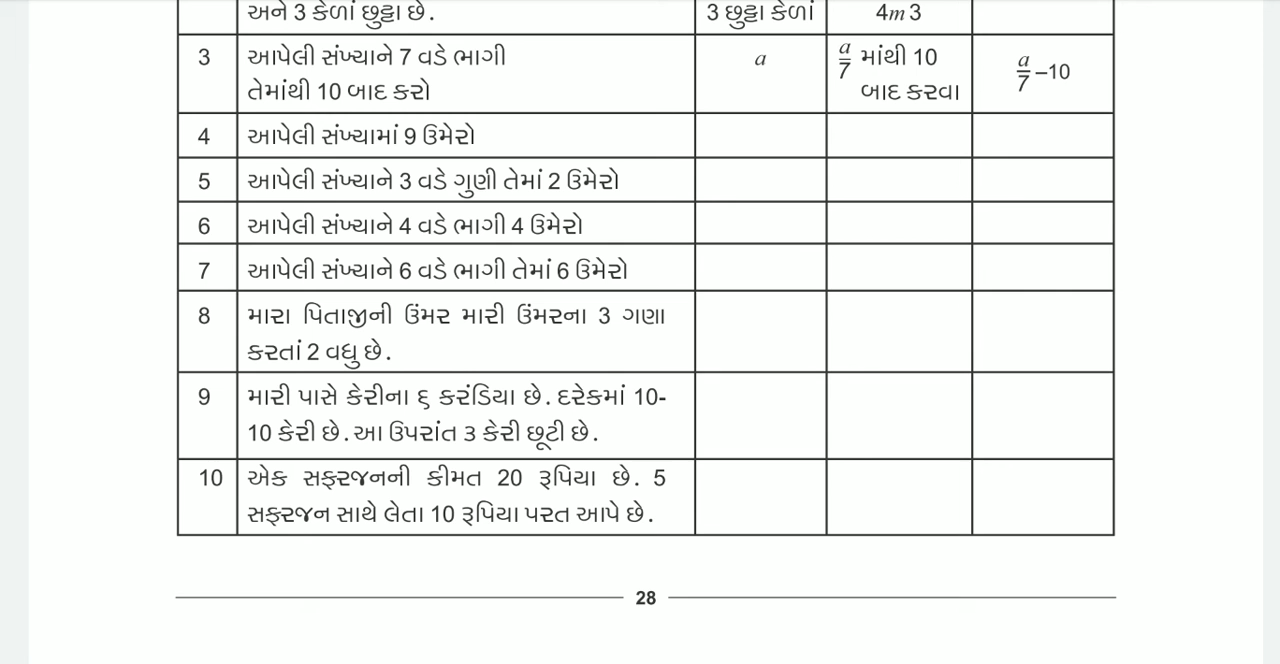 અને 3 કેળાં છુટ્ટા છે. 3 છુટ્ટા કેળાં 4m 3
3 આપેલી સંખ્યાને 7 વડે ભાગી a a/7 માંથી 10 a/7 –10
તેમાંથી 10 બાદ કરો બાદ કરવા
4 આપેલી સંખ્યામાં 9 ઉમેરો
5 આપેલી સંખ્યાને 3 વડે ગુણી તેમાં 2 ઉમેરો
6 આપેલી સંખ્યાને 4 વડે ભાગી 4 ઉમેરો
7 આપેલી સંખ્યાને 6 વડે ભાગી તેમાં 6 ઉમેરો
8 મારા પિતાજીની ઉંમર મારી ઉંમરના 3 ગણા
કરતાં 2 વધુ છે.
9 મારી પાસે કેરીના ૬ કરંડિયા છે. દરેકમાં 10-
10 કેરી છે. આ ઉપરાંત 3 કેરી છૂટી છે.
10 એક સફરજનની કીમત 20 રૂપિયા છે. 5
સફરજન સાથે લેતા 10 રૂપિયા પરત આપે છે.
28